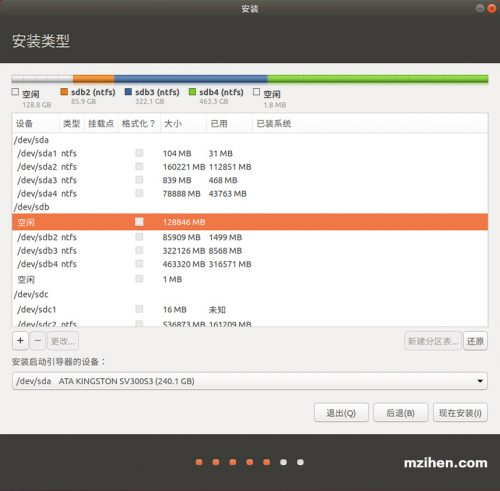 安装
安装类型
空闲 sdb2 (ntfs) sdb3 (ntfs) sdb4 (ntfs) 空闲
128.8 GB 85.9 GB 322.1 GB 463.3 GB 1.8 MB
设备 类型 挂载点 格式化？ 大小 已用 已装系统
/dev/sda
/dev/sda1 ntfs 104 MB 31 MB
/dev/sda2 ntfs 160221 MB 112851 MB
/dev/sda3 ntfs 839 MB 468 MB
/dev/sda4 ntfs 78888 MB 43763 MB
/dev/sdb
空闲 128846 MB
/dev/sdb2 ntfs 85909 MB 1499 MB
/dev/sdb3 ntfs 322126 MB 8568 MB
/dev/sdb4 ntfs 463320 MB 316571 MB
空闲 1 MB
/dev/sdc
/dev/sdc1 16 MB 未知
/dev/sdc2 ntfs 536873 MB 161209 MB
+ − 更改... 新建分区表... 还原
安装启动引导器的设备：
/dev/sda ATA KINGSTON SV300S3 (240.1 GB)
退出(Q) 后退(B) 现在安装(I)
mzihen.com